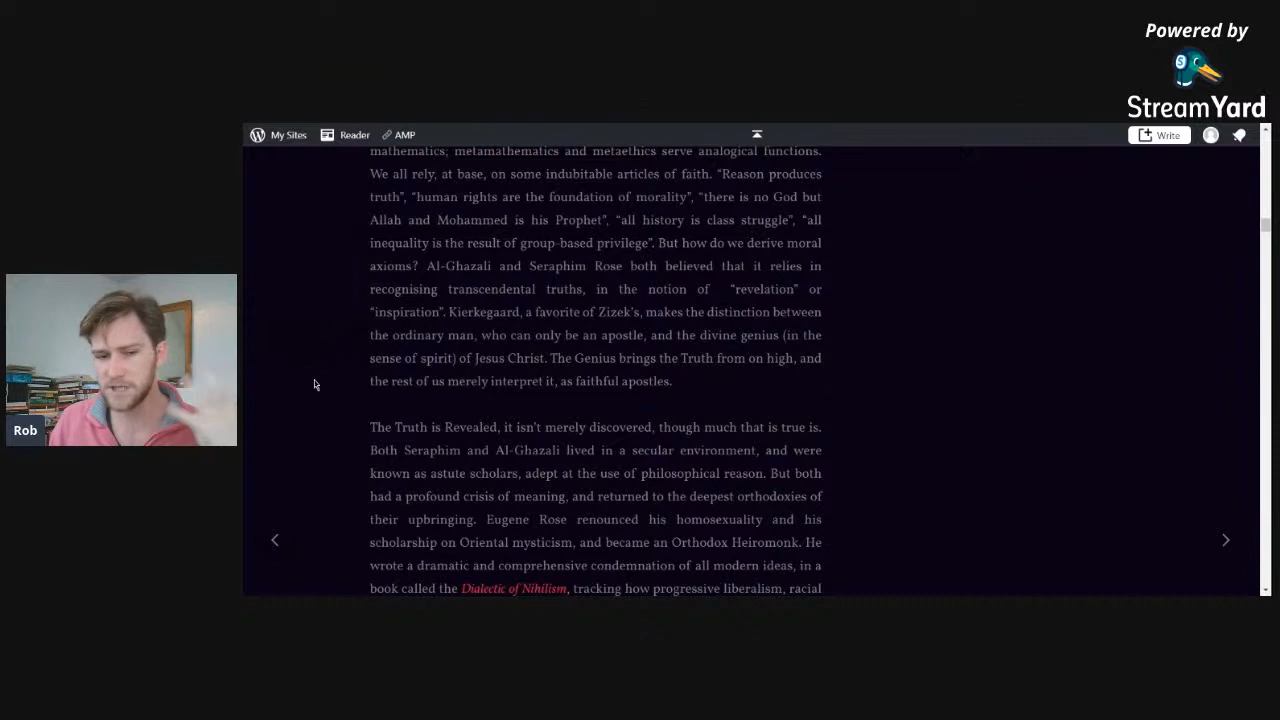 Powered by
StreamYard
My Sites Reader AMP Write
mathematics; metamathematics and metaethics serve analogical functions.
We all rely, at base, on some indubitable articles of faith. “Reason produces
truth”, “human rights are the foundation of morality”, “there is no God but
Allah and Mohammed is his Prophet”, “all history is class struggle”, “all
inequality is the result of group-based privilege”. But how do we derive moral
axioms? Al-Ghazali and Seraphim Rose both believed that it relies in
recognising transcendental truths, in the notion of “revelation” or
“inspiration”. Kierkegaard, a favorite of Zizek’s, makes the distinction between
the ordinary man, who can only be an apostle, and the divine genius (in the
sense of spirit) of Jesus Christ. The Genius brings the Truth from on high, and
the rest of us merely interpret it, as faithful apostles.
The Truth is Revealed, it isn’t merely discovered, though much that is true is.
Both Seraphim and Al-Ghazali lived in a secular environment, and were
known as astute scholars, adept at the use of philosophical reason. But both
had a profound crisis of meaning, and returned to the deepest orthodoxies of
their upbringing. Eugene Rose renounced his homosexuality and his
scholarship on Oriental mysticism, and became an Orthodox Heiromonk. He
wrote a dramatic and comprehensive condemnation of all modern ideas, in a
book called the Dialectic of Nihilism, tracking how progressive liberalism, racial
Rob